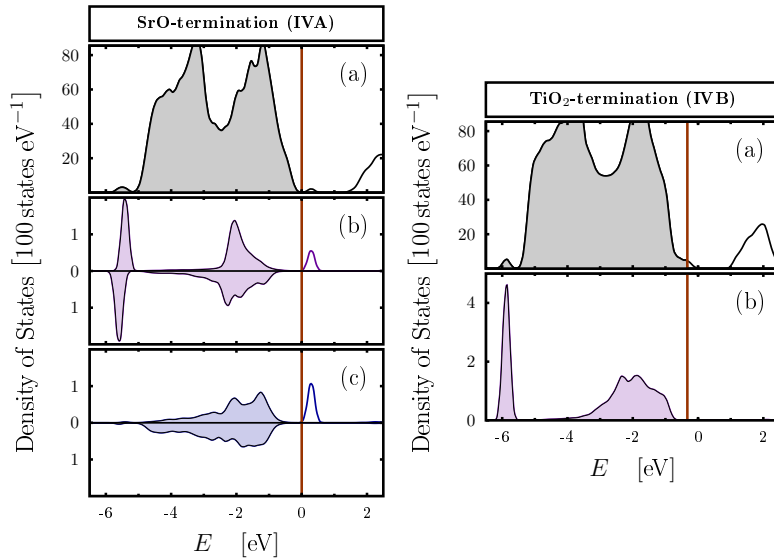 SrO-termination (IVA)
Density of States [100 states eV⁻¹]
80
60
40
20
(a)
1
0
1
(b)
1
0
1
(c)
-6 -4 -2 0 2
E [eV]
TiO₂-termination (IVB)
Density of States [100 states eV⁻¹]
80
60
40
20
(a)
4
2
0
(b)
-6 -4 -2 0 2
E [eV]